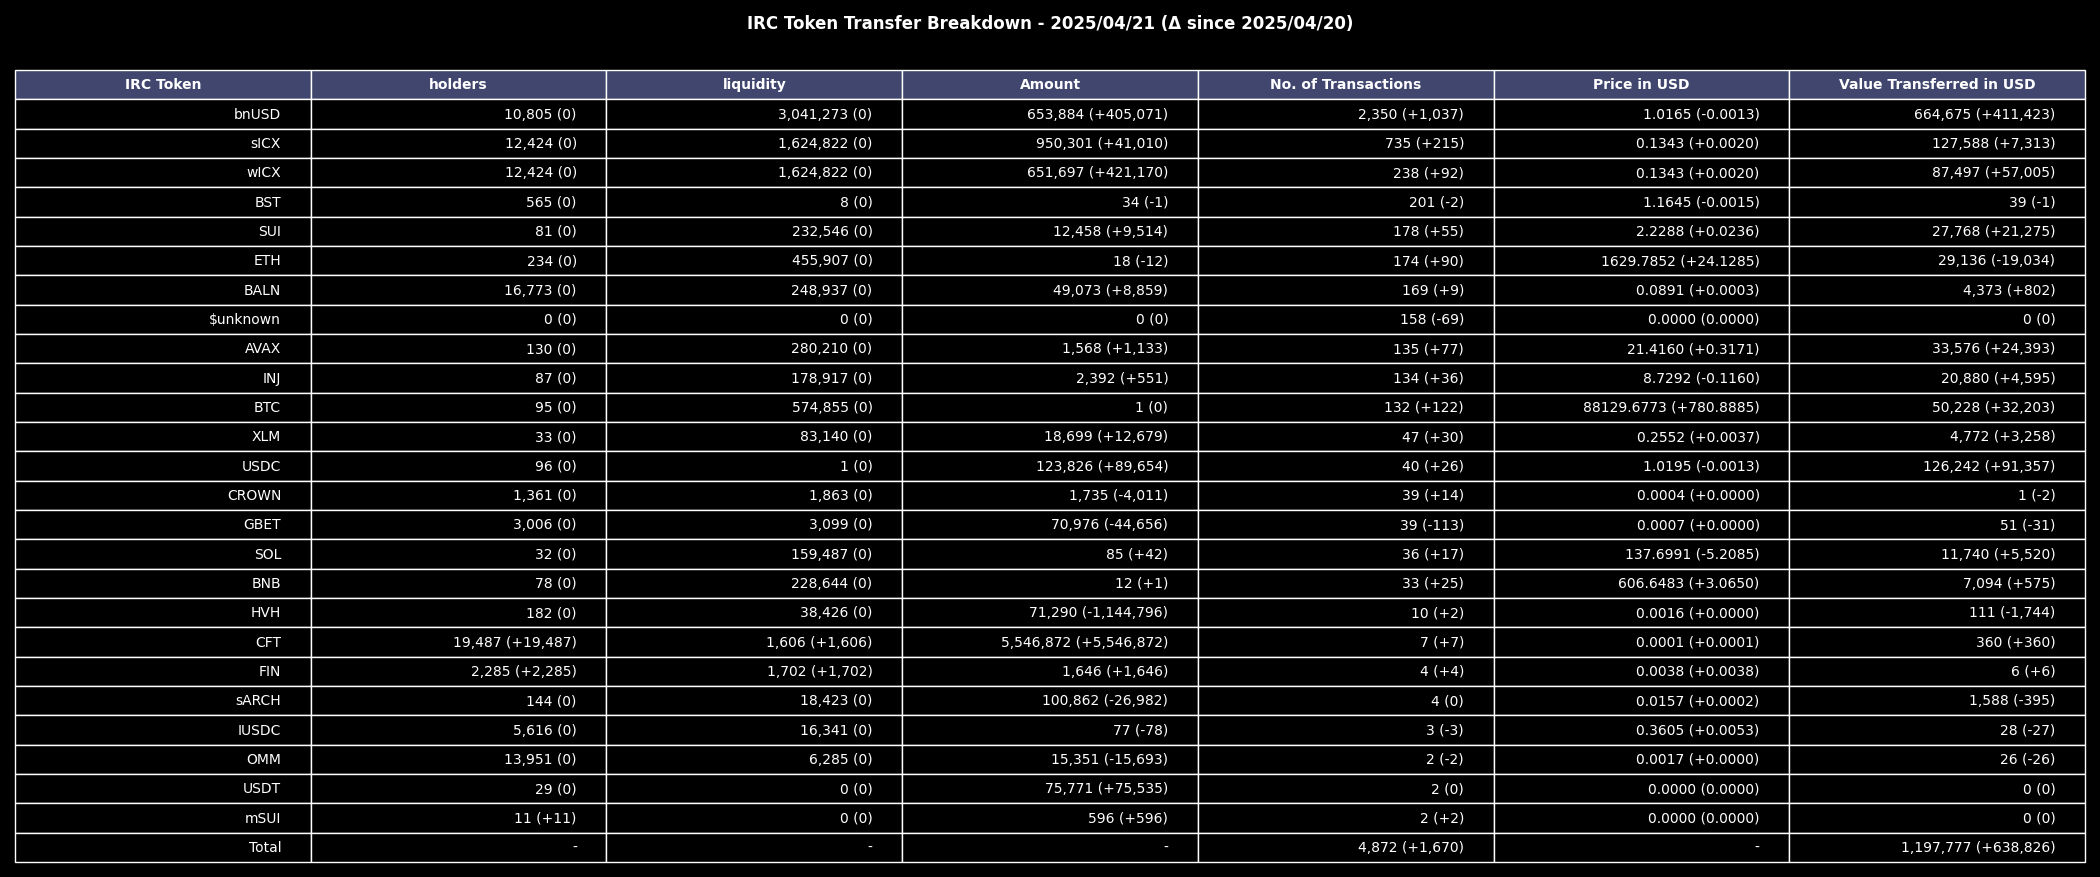 IRC Token Transfer Breakdown - 2025/04/21 (Δ since 2025/04/20)
IRC Token holders liquidity Amount No. of Transactions Price in USD Value Transferred in USD
bnUSD 10,805 (0) 3,041,273 (0) 653,884 (+405,071) 2,350 (+1,037) 1.0165 (-0.0013) 664,675 (+411,423)
sICX 12,424 (0) 1,624,822 (0) 950,301 (+41,010) 735 (+215) 0.1343 (+0.0020) 127,588 (+7,313)
wICX 12,424 (0) 1,624,822 (0) 651,697 (+421,170) 238 (+92) 0.1343 (+0.0020) 87,497 (+57,005)
BST 565 (0) 8 (0) 34 (-1) 201 (-2) 1.1645 (-0.0015) 39 (-1)
SUI 81 (0) 232,546 (0) 12,458 (+9,514) 178 (+55) 2.2288 (+0.0236) 27,768 (+21,275)
ETH 234 (0) 455,907 (0) 18 (-12) 174 (+90) 1629.7852 (+24.1285) 29,136 (-19,034)
BALN 16,773 (0) 248,937 (0) 49,073 (+8,859) 169 (+9) 0.0891 (+0.0003) 4,373 (+802)
$unknown 0 (0) 0 (0) 0 (0) 158 (-69) 0.0000 (0.0000) 0 (0)
AVAX 130 (0) 280,210 (0) 1,568 (+1,133) 135 (+77) 21.4160 (+0.3171) 33,576 (+24,393)
INJ 87 (0) 178,917 (0) 2,392 (+551) 134 (+36) 8.7292 (-0.1160) 20,880 (+4,595)
BTC 95 (0) 574,855 (0) 1 (0) 132 (+122) 88129.6773 (+780.8885) 50,228 (+32,203)
XLM 33 (0) 83,140 (0) 18,699 (+12,679) 47 (+30) 0.2552 (+0.0037) 4,772 (+3,258)
USDC 96 (0) 1 (0) 123,826 (+89,654) 40 (+26) 1.0195 (-0.0013) 126,242 (+91,357)
CROWN 1,361 (0) 1,863 (0) 1,735 (-4,011) 39 (+14) 0.0004 (+0.0000) 1 (-2)
GBET 3,006 (0) 3,099 (0) 70,976 (-44,656) 39 (-113) 0.0007 (+0.0000) 51 (-31)
SOL 32 (0) 159,487 (0) 85 (+42) 36 (+17) 137.6991 (-5.2085) 11,740 (+5,520)
BNB 78 (0) 228,644 (0) 12 (+1) 33 (+25) 606.6483 (+3.0650) 7,094 (+575)
HVH 182 (0) 38,426 (0) 71,290 (-1,144,796) 10 (+2) 0.0016 (+0.0000) 111 (-1,744)
CFT 19,487 (+19,487) 1,606 (+1,606) 5,546,872 (+5,546,872) 7 (+7) 0.0001 (+0.0001) 360 (+360)
FIN 2,285 (+2,285) 1,702 (+1,702) 1,646 (+1,646) 4 (+4) 0.0038 (+0.0038) 6 (+6)
sARCH 144 (0) 18,423 (0) 100,862 (-26,982) 4 (0) 0.0157 (+0.0002) 1,588 (-395)
IUSDC 5,616 (0) 16,341 (0) 77 (-78) 3 (-3) 0.3605 (+0.0053) 28 (-27)
OMM 13,951 (0) 6,285 (0) 15,351 (-15,693) 2 (-2) 0.0017 (+0.0000) 26 (-26)
USDT 29 (0) 0 (0) 75,771 (+75,535) 2 (0) 0.0000 (0.0000) 0 (0)
mSUI 11 (+11) 0 (0) 596 (+596) 2 (+2) 0.0000 (0.0000) 0 (0)
Total - - - 4,872 (+1,670) - 1,197,777 (+638,826)